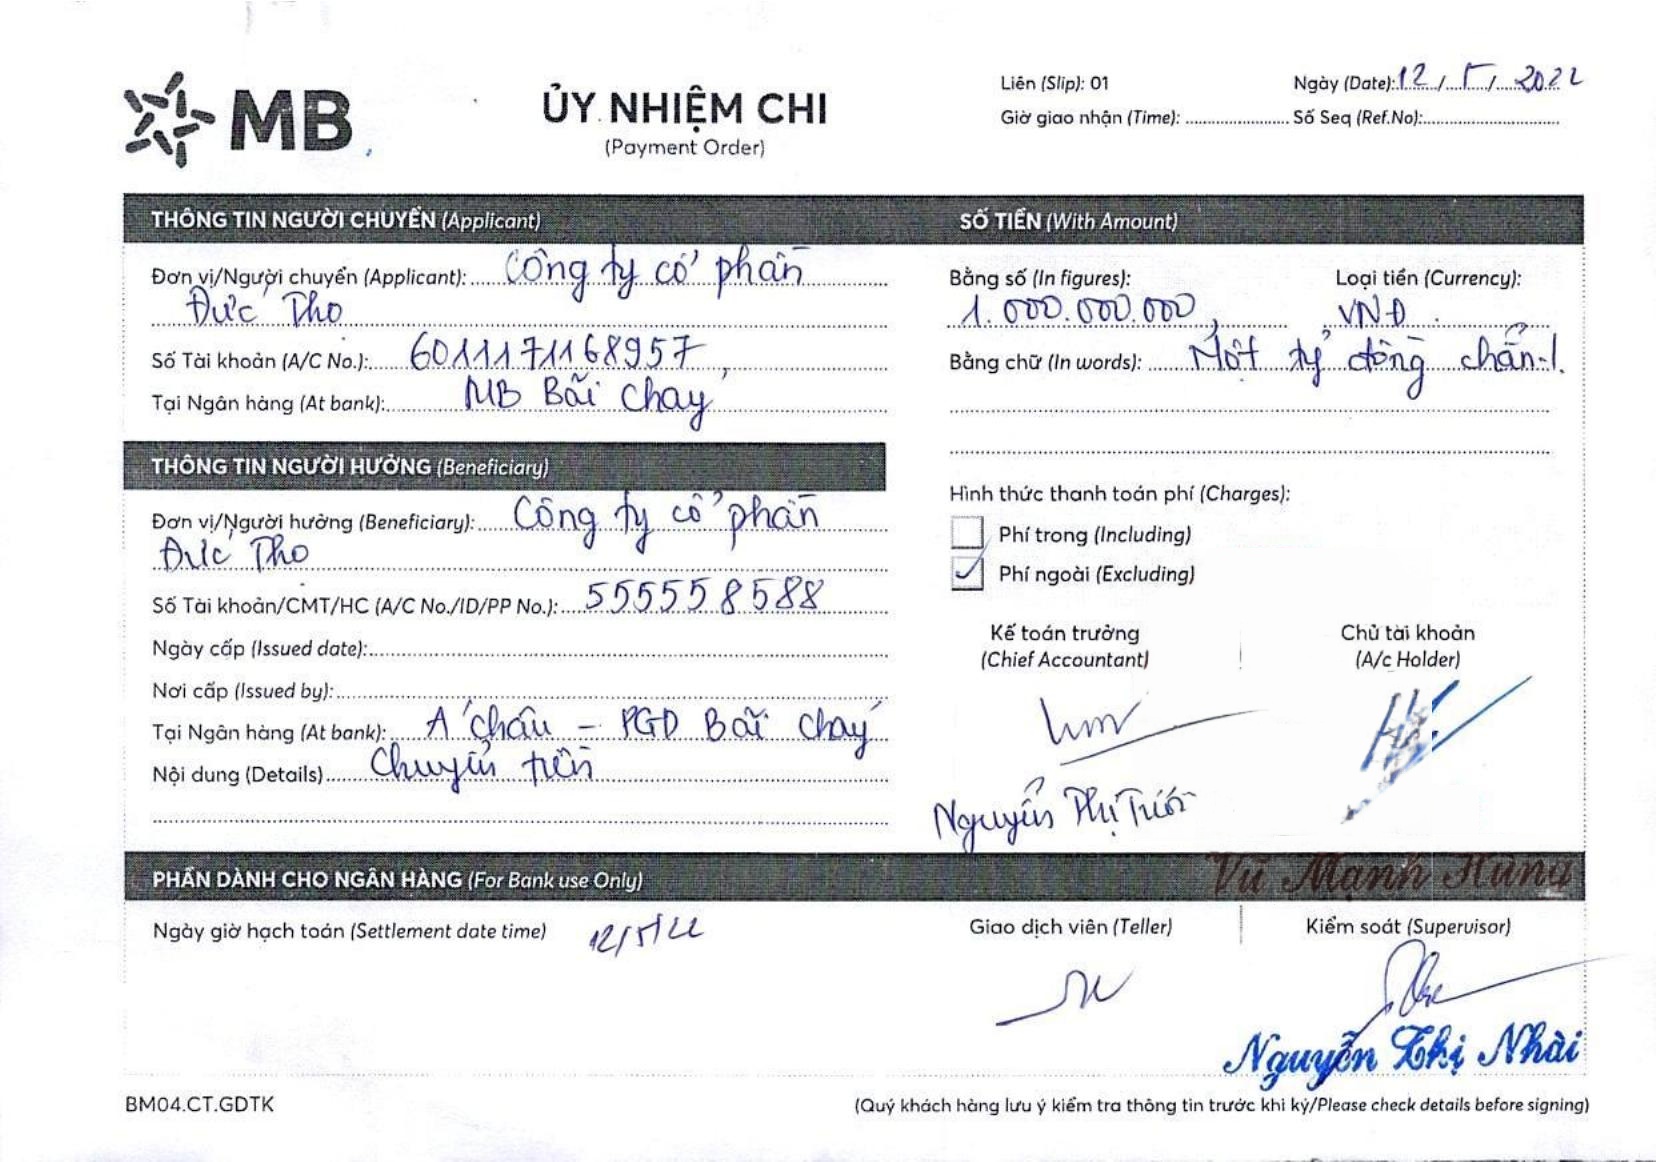 MB
ỦY NHIỆM CHI
(Payment Order)
Liên (Slip): 01
Ngày (Date): 12/5/2022
Giờ giao nhận (Time):
Số Seq (Ref.No):
THÔNG TIN NGƯỜI CHUYỂN (Applicant)
Đơn vị/Người chuyển (Applicant): Công ty cổ phần
Đức Thọ
Số Tài khoản (A/C No.): 6011171168957
Tại Ngân hàng (At bank): MB Bãi Cháy
THÔNG TIN NGƯỜI HƯỞNG (Beneficiary)
Đơn vị/Người hưởng (Beneficiary): Công ty cổ phần
Đức Thọ
Số Tài khoản/CMT/HC (A/C No./ID/PP No.): 555558588
Ngày cấp (Issued date):
Nơi cấp (Issued by):
Tại Ngân hàng (At bank): Á châu - PGD Bãi Cháy
Nội dung (Details) Chuyển tiền
SỐ TIỀN (With Amount)
Bằng số (In figures): Loại tiền (Currency):
1.000.000.000 VNĐ
Bằng chữ (In words): Một tỷ đồng chẵn./.
Hình thức thanh toán phí (Charges):
Phí trong (Including)
Phí ngoài (Excluding)
Kế toán trưởng Chủ tài khoản
(Chief Accountant) (A/c Holder)
Nguyễn Thị Tươi
Vũ Mạnh Hùng
PHẦN DÀNH CHO NGÂN HÀNG (For Bank use Only)
Ngày giờ hạch toán (Settlement date time) 12/5/22
Giao dịch viên (Teller) Kiểm soát (Supervisor)
Nguyễn Thị Nhài
BM04.CT.GDTK
(Quý khách hàng lưu ý kiểm tra thông tin trước khi ký/Please check details before signing)